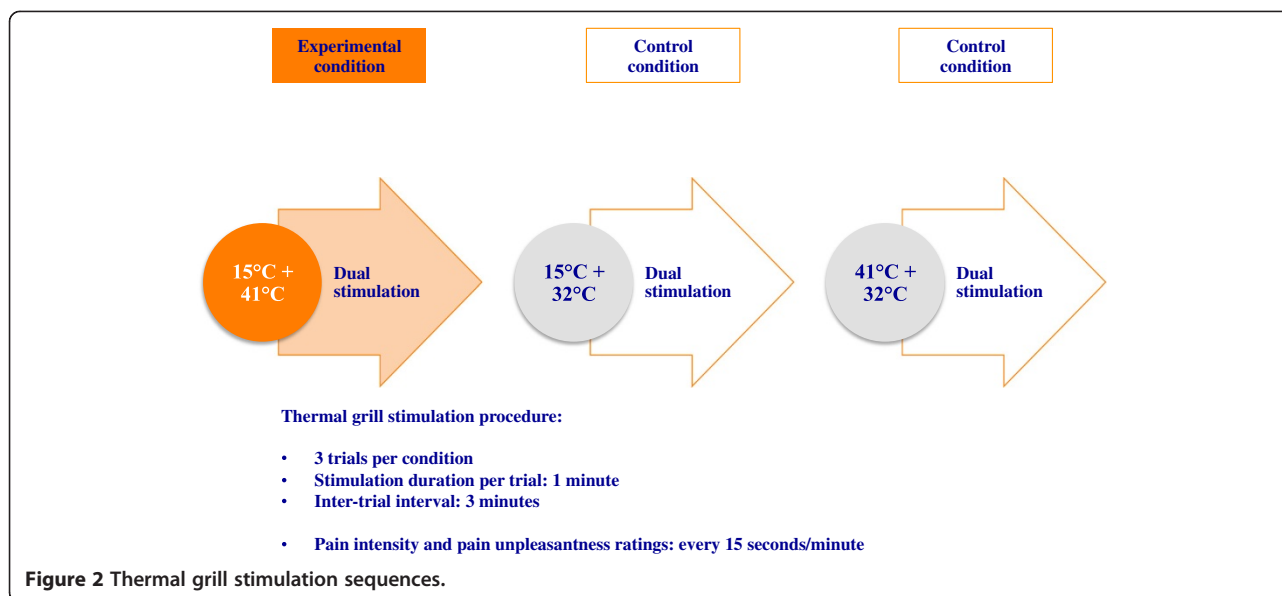 Experimental
condition
Control
condition
Control
condition
15°C +
41°C
Dual
stimulation
15°C +
32°C
Dual
stimulation
41°C +
32°C
Dual
stimulation
Thermal grill stimulation procedure:
• 3 trials per condition
• Stimulation duration per trial: 1 minute
• Inter-trial interval: 3 minutes
• Pain intensity and pain unpleasantness ratings: every 15 seconds/minute
Figure 2 Thermal grill stimulation sequences.